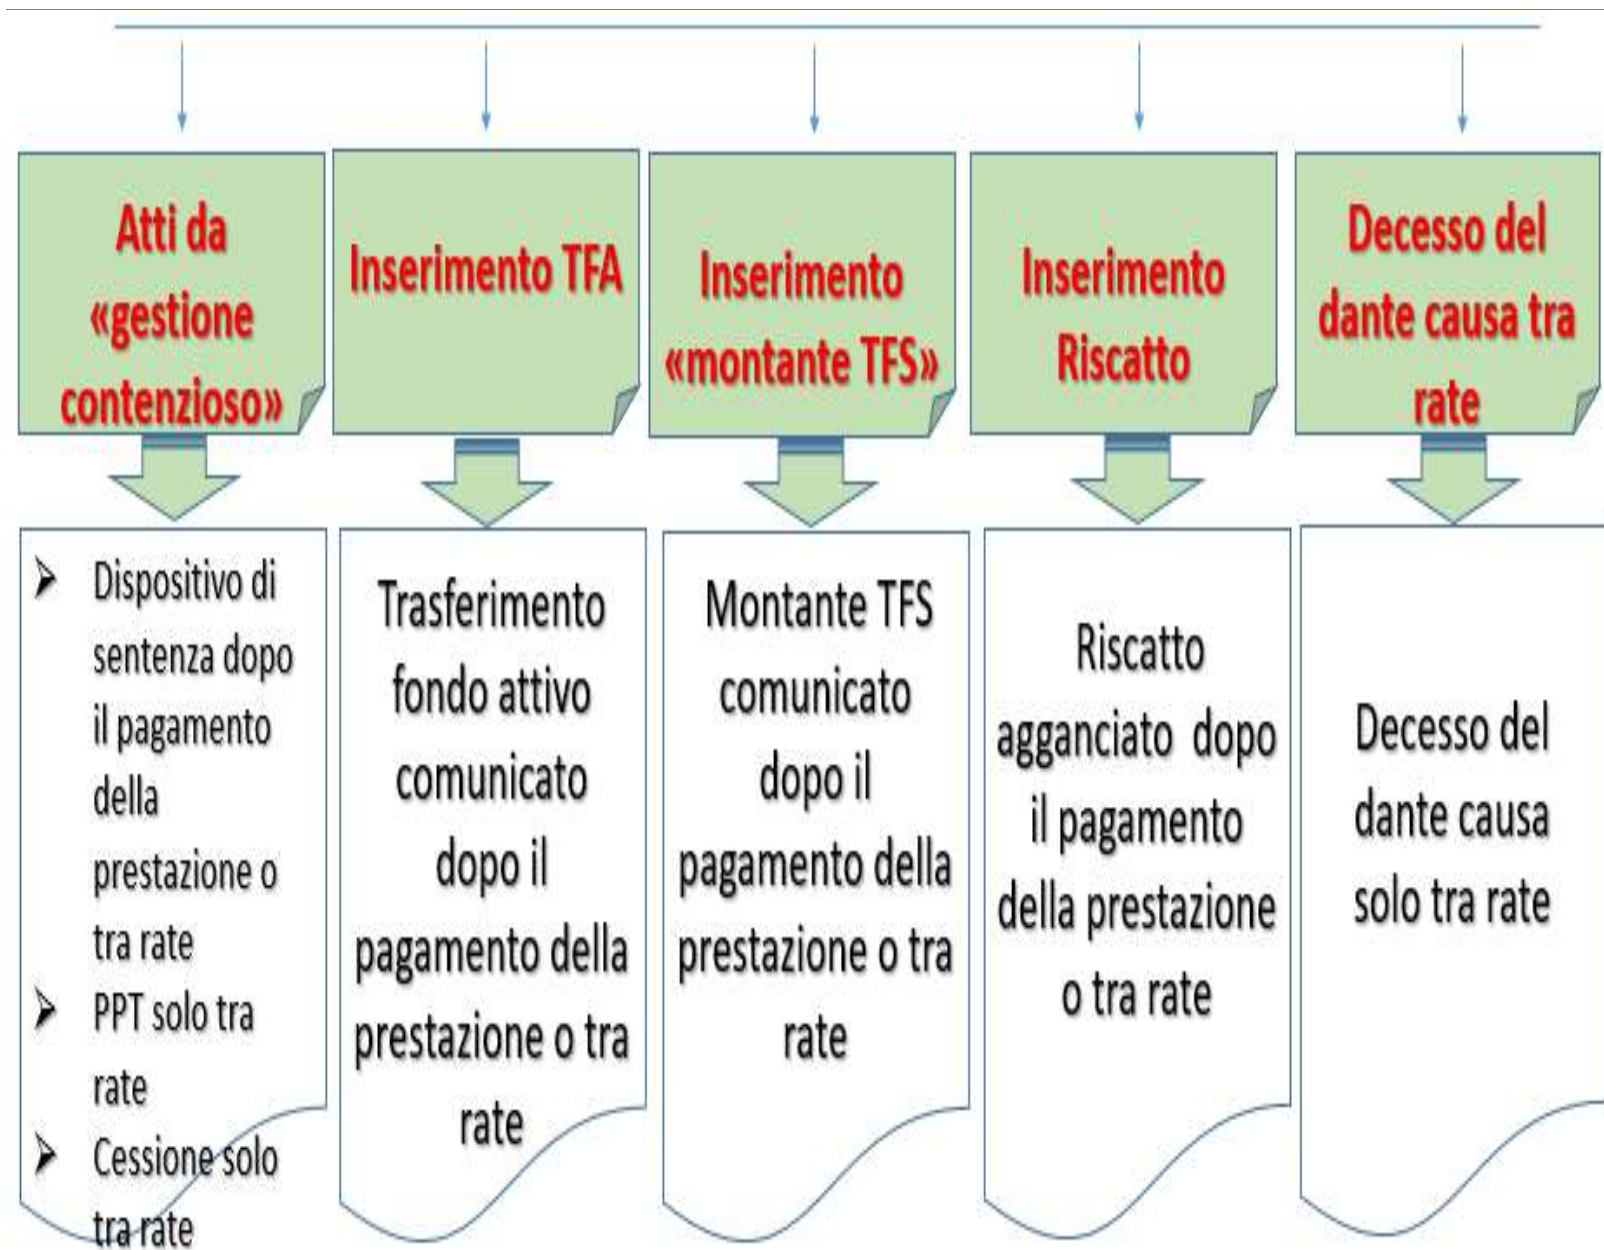 Atti da
«gestione
contenzioso»
Inserimento TFA
Inserimento
«montante TFS»
Inserimento
Riscatto
Decesso del
dante causa tra
rate
➤ Dispositivo di
sentenza dopo
il pagamento
della
prestazione o
tra rate
➤ PPT solo tra
rate
➤ Cessione solo
tra rate
Trasferimento
fondo attivo
comunicato
dopo il
pagamento della
prestazione o tra
rate
Montante TFS
comunicato
dopo il
pagamento della
prestazione o tra
rate
Riscatto
agganciato dopo
il pagamento
della prestazione
o tra rate
Decesso del
dante causa
solo tra rate